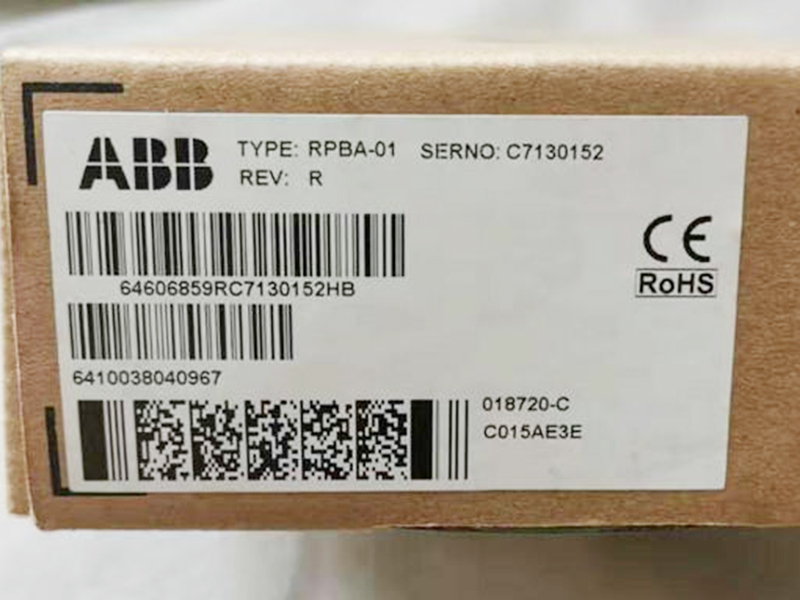 ABB TYPE: RPBA-01 SERNO: C7130152
REV: R
CE
RoHS
64606859RC7130152HB
6410038040967
018720-C
C015AE3E